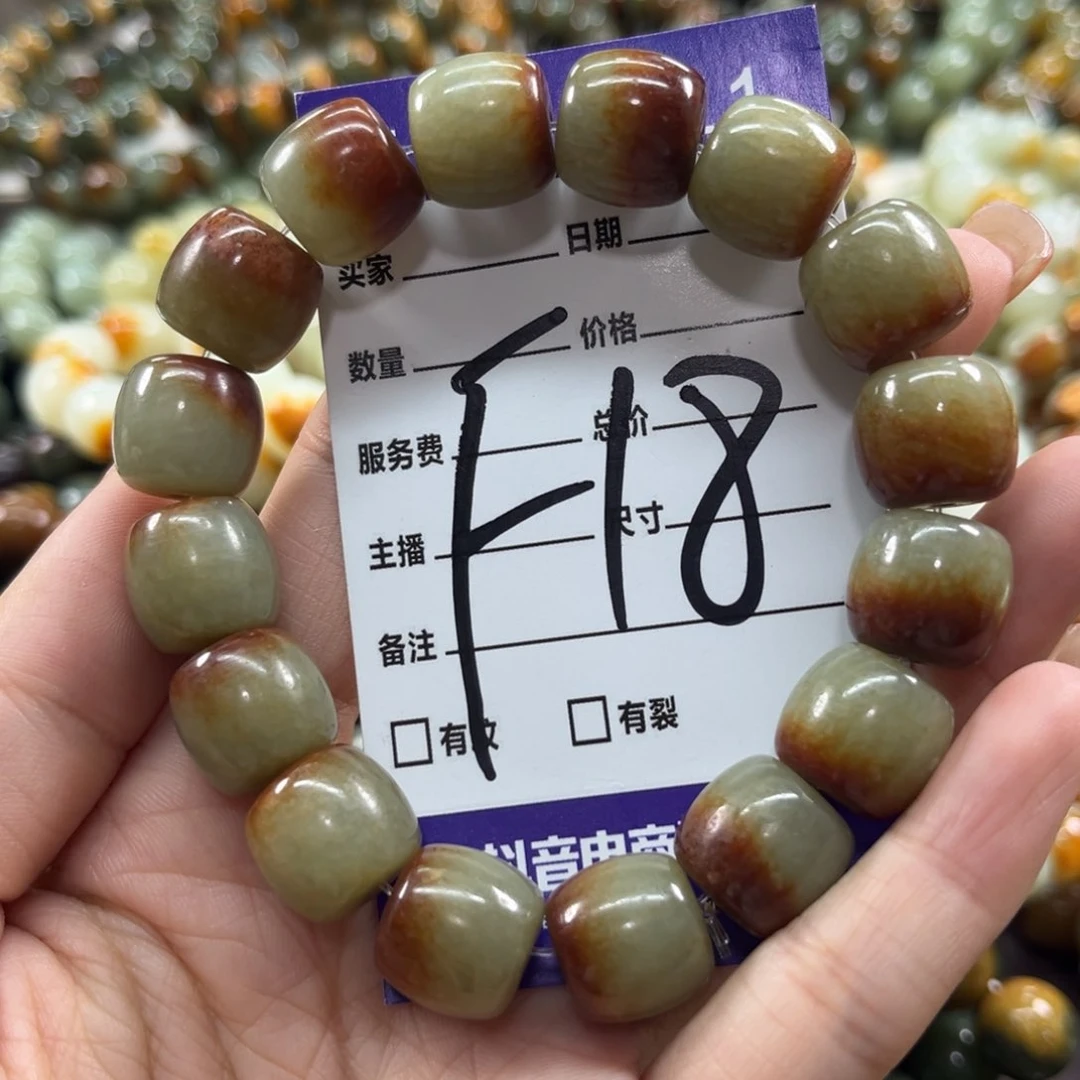 1
买家 日期
数量 价格
服务费 总价
主播 尺寸
备注
F18
有纹 有裂
抖音电商